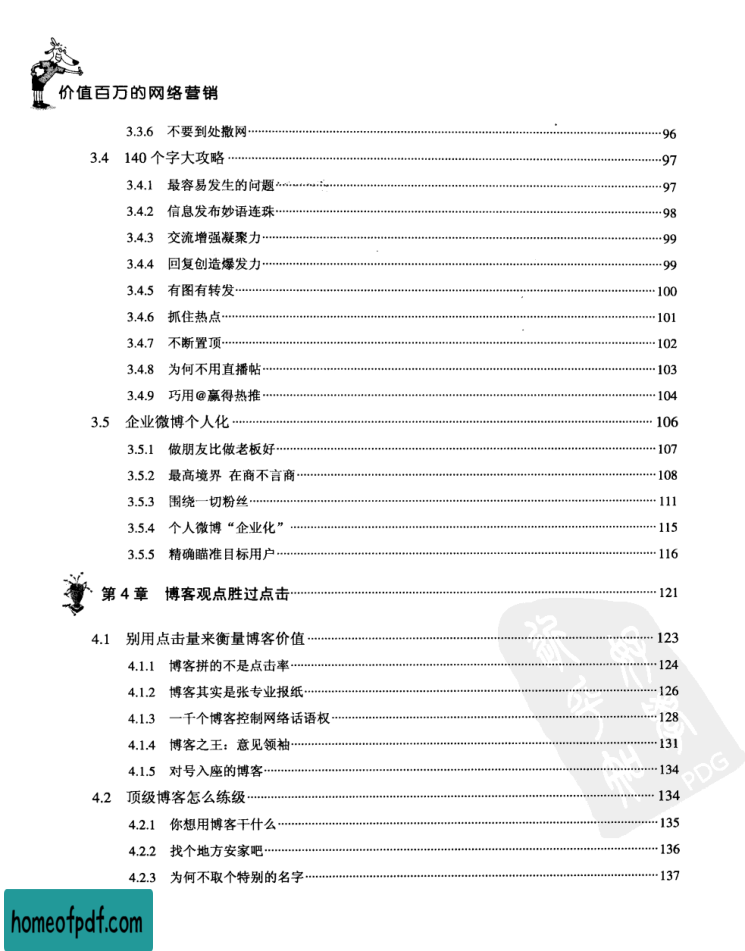 价值百万的网络营销
3.3.6 不要到处撒网……96
3.4 140个字大攻略……97
3.4.1 最容易发生的问题……97
3.4.2 信息发布妙语连珠……98
3.4.3 交流增强凝聚力……99
3.4.4 回复创造爆发力……99
3.4.5 有图有转发……100
3.4.6 抓住热点……101
3.4.7 不断置顶……102
3.4.8 为何不用直播帖……103
3.4.9 巧用@赢得热推……104
3.5 企业微博个人化……106
3.5.1 做朋友比做老板好……107
3.5.2 最高境界 在商不言商……108
3.5.3 围绕一切粉丝……111
3.5.4 个人微博“企业化”……115
3.5.5 精确瞄准目标用户……116
第4章 博客观点胜过点击……121
4.1 别用点击量来衡量博客价值……123
4.1.1 博客拼的不是点击率……124
4.1.2 博客其实是张专业报纸……126
4.1.3 一千个博客控制网络话语权……128
4.1.4 博客之王：意见领袖……131
4.1.5 对号入座的博客……134
4.2 顶级博客怎么练级……134
4.2.1 你想用博客干什么……135
4.2.2 找个地方安家吧……136
4.2.3 为何不取个特别的名字……137
PDG
homeofpdf.com